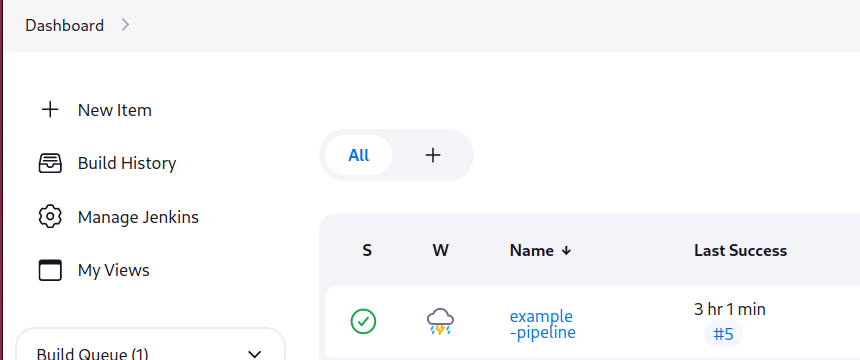 Dashboard
New Item
Build History
Manage Jenkins
My Views
Build Queue (1)
All
S W Name ↓ Last Success
example
-pipeline
3 hr 1 min
#5